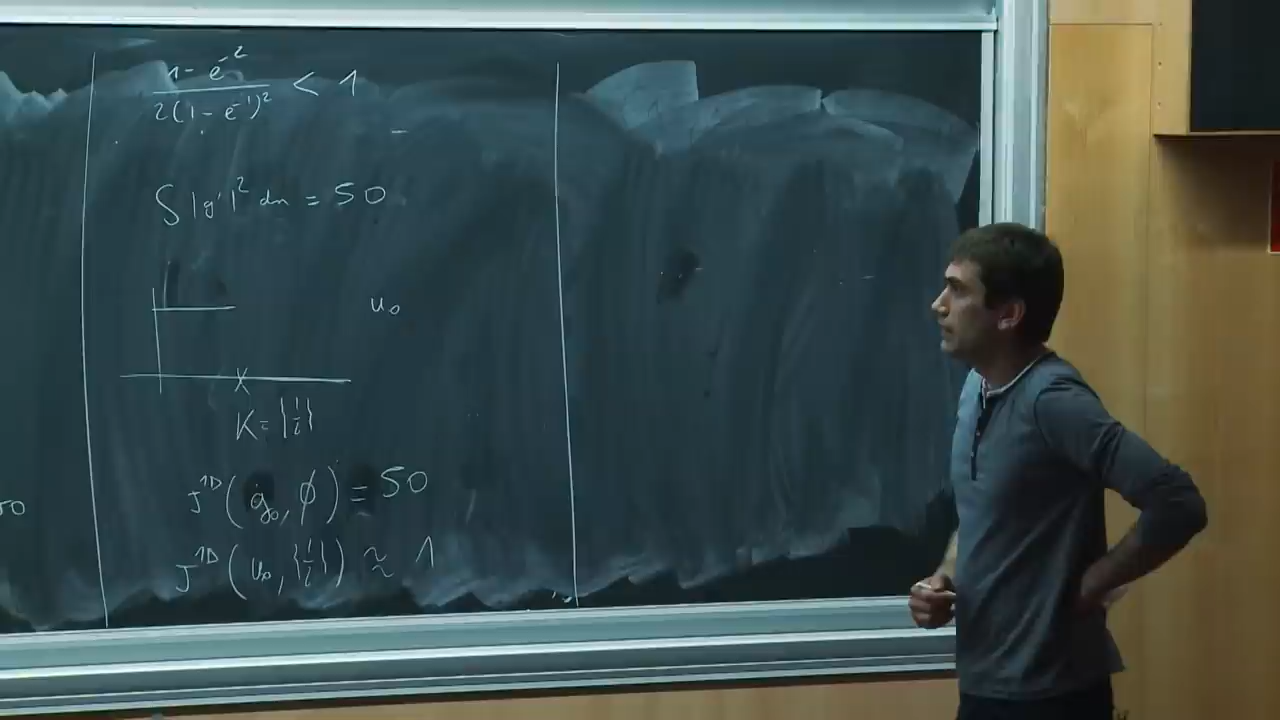 1 - e^{-2} / 2(1 - e^{-1})^2 < 1
∫ |g'|^2 dx = 50
u_0
K = {1/2}
J^{1D}(g_0, ∅) = 50
J^{1D}(u_0, {1/2}) ≈ 1